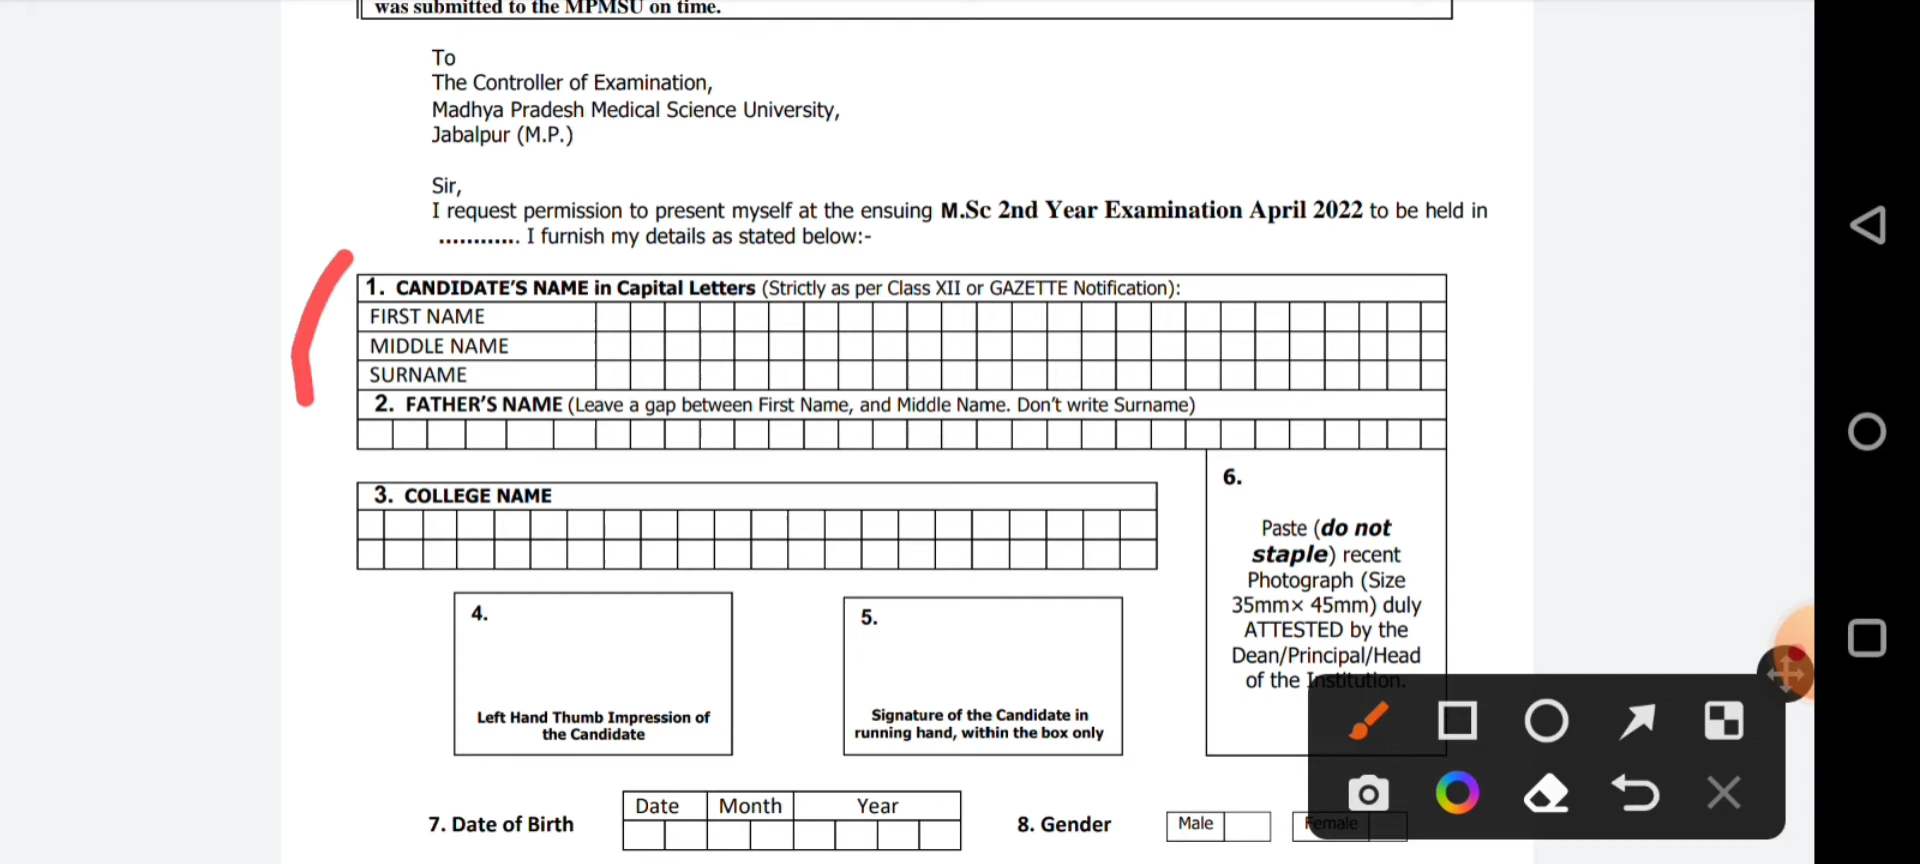 was submitted to the MPMSU on time.
To
The Controller of Examination,
Madhya Pradesh Medical Science University,
Jabalpur (M.P.)
Sir,
I request permission to present myself at the ensuing M.Sc 2nd Year Examination April 2022 to be held in
............ I furnish my details as stated below:-
1. CANDIDATE'S NAME in Capital Letters (Strictly as per Class XII or GAZETTE Notification):
FIRST NAME
MIDDLE NAME
SURNAME
2. FATHER'S NAME (Leave a gap between First Name, and Middle Name. Don't write Surname)
3. COLLEGE NAME
4.
Left Hand Thumb Impression of
the Candidate
5.
Signature of the Candidate in
running hand, within the box only
6.
Paste (do not
staple) recent
Photograph (Size
35mm× 45mm) duly
ATTESTED by the
Dean/Principal/Head
of the Institution.
7. Date of Birth
Date Month Year
8. Gender
Male
Female